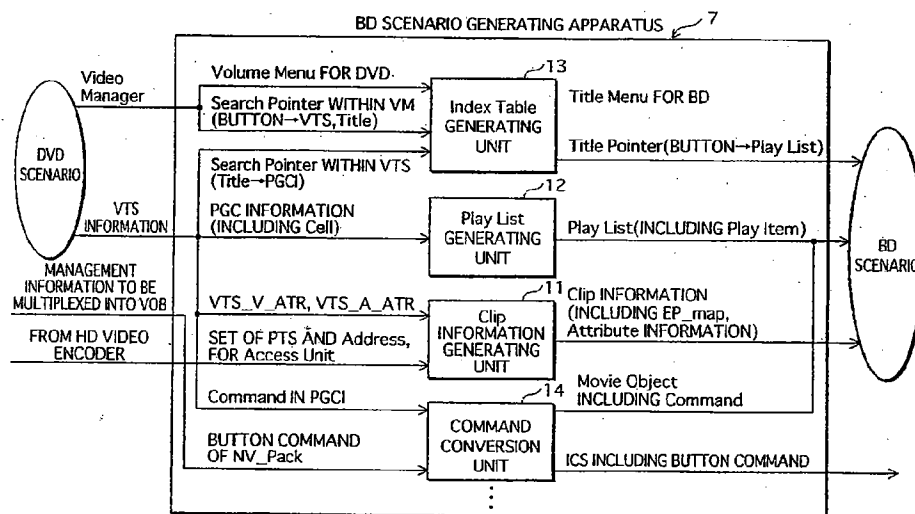 BD SCENARIO GENERATING APPARATUS
7
Video
Manager
DVD
SCENARIO
VTS
INFORMATION
MANAGEMENT
INFORMATION TO BE
MULTIPLEXED INTO VOB
FROM HD VIDEO
ENCODER
Volume Menu FOR DVD
Search Pointer WITHIN VM
(BUTTON→VTS,Title)
Search Pointer WITHIN VTS
(Title→PGCI)
PGC INFORMATION
(INCLUDING Cell)
VTS_V_ATR, VTS_A_ATR
SET OF PTS AND Address,
FOR Access Unit
Command IN PGCI
BUTTON COMMAND
OF NV_Pack
13
Index Table
GENERATING
UNIT
12
Play List
GENERATING
UNIT
11
Clip
INFORMATION
GENERATING
UNIT
14
COMMAND
CONVERSION
UNIT
Title Menu FOR BD
Title Pointer(BUTTON→Play List)
Play List(INCLUDING Play Item)
Clip INFORMATION
(INCLUDING EP_map,
Attribute INFORMATION)
Movie Object
INCLUDING Command
ICS INCLUDING BUTTON COMMAND
BD
SCENARIO